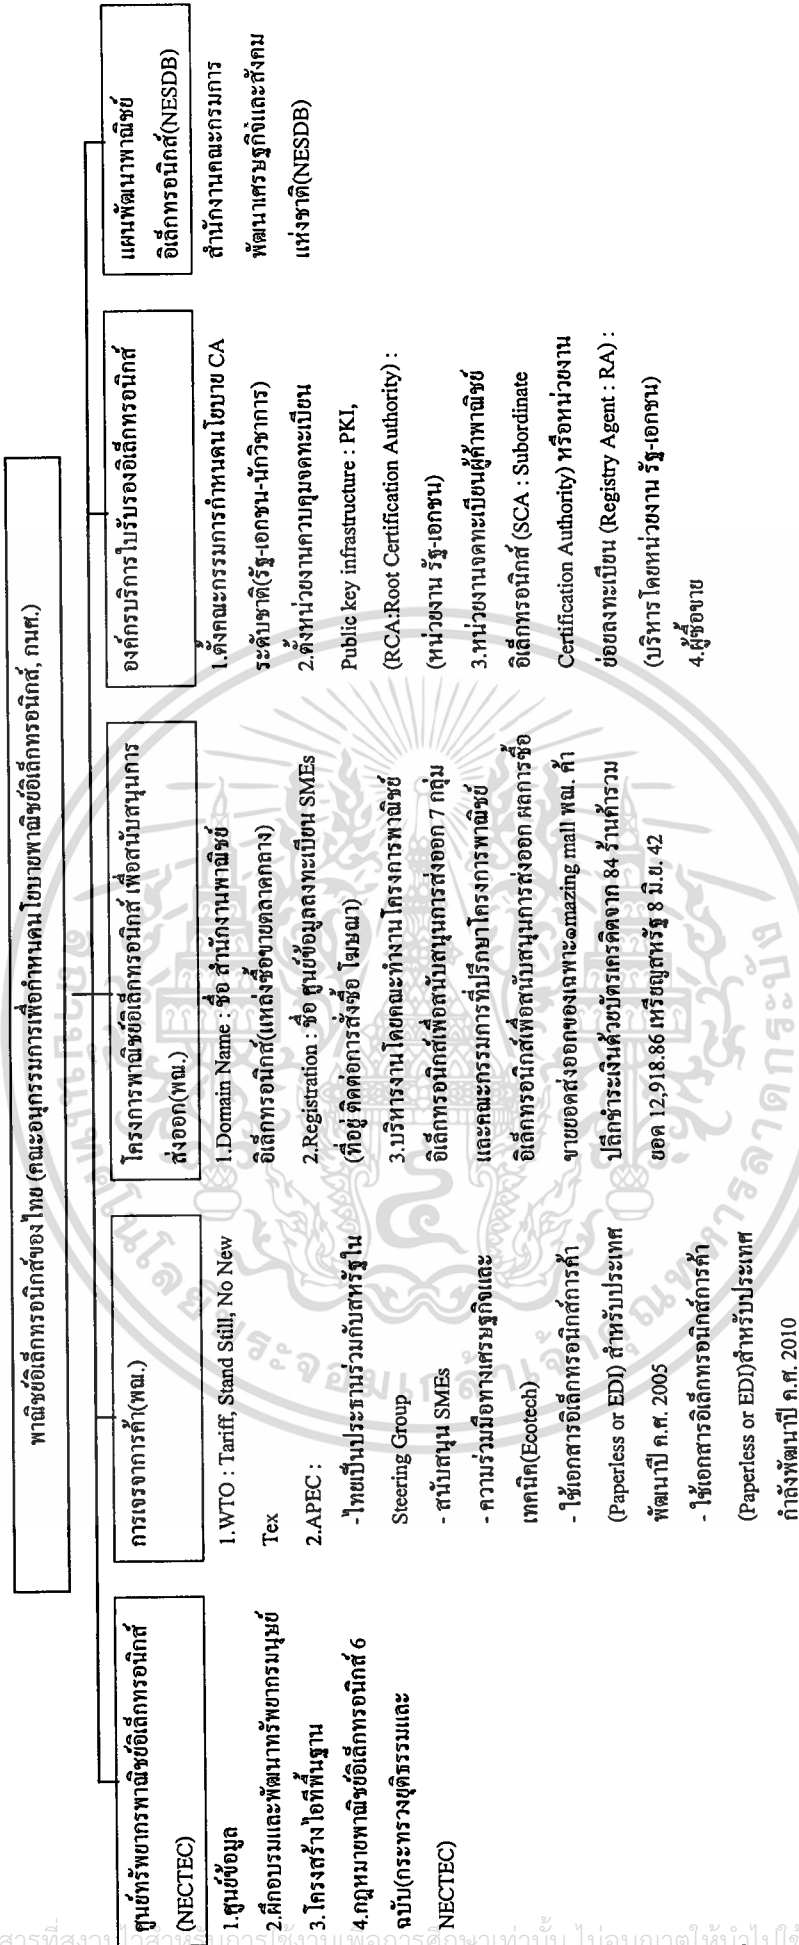 พาณิชย์อิเล็กทรอนิกส์ของไทย (คณะอนุกรรมการเพื่อกำหนดนโยบายพาณิชย์อิเล็กทรอนิกส์, กนศ.)
ศูนย์ทรัพยากรพาณิชย์อิเล็กทรอนิกส์
(NECTEC)
1.ศูนย์ข้อมูล
2.ฝึกอบรมและพัฒนาทรัพยากรมนุษย์
3.โครงสร้างไอทีพื้นฐาน
4.กฎหมายพาณิชย์อิเล็กทรอนิกส์ 6
ฉบับ(กระทรวงยุติธรรมและ
NECTEC)
การเจรจาการค้า(พณ.)
1.WTO : Tariff, Stand Still, No New
Tex
2.APEC :
- ไทยเป็นประธานร่วมกับสหรัฐใน
Steering Group
- สนับสนุน SMEs
- ความร่วมมือทางเศรษฐกิจและ
เทคนิค(Ecotech)
- ใช้เอกสารอิเล็กทรอนิกส์การค้า
(Paperless or EDI) สำหรับประเทศ
พัฒนาปี ค.ศ. 2005
- ใช้เอกสารอิเล็กทรอนิกส์การค้า
(Paperless or EDI)สำหรับประเทศ
กำลังพัฒนาปี ค.ศ. 2010
โครงการพาณิชย์อิเล็กทรอนิกส์ เพื่อสนับสนุนการ
ส่งออก(พณ.)
1.Domain Name : ชื่อ สำนักงานพาณิชย์
อิเล็กทรอนิกส์(แหล่งซื้อขายตลาดกลาง)
2.Registration : ชื่อ ศูนย์ข้อมูลลงทะเบียน SMEs
(ที่อยู่ ติดต่อการสั่งซื้อ โฆษณา)
3.บริหารงานโดยคณะทำงานโครงการพาณิชย์
อิเล็กทรอนิกส์เพื่อสนับสนุนการส่งออก 7 กลุ่ม
และคณะกรรมการที่ปรึกษาโครงการพาณิชย์
อิเล็กทรอนิกส์เพื่อสนับสนุนการส่งออก ผลการซื้อ
ขายยอดส่งออกของเฉพาะamazing mall พณ. ค้า
ปลีกชำระเงินด้วยบัตรเครดิตจาก 84 ร้านค้ารวม
ยอด 12,918.86 เหรียญสหรัฐ 8 มิ.ย. 42
องค์กรบริการใบรับรองอิเล็กทรอนิกส์
1.ตั้งคณะกรรมการกำหนดนโยบาย CA
ระดับชาติ(รัฐ-เอกชน-นักวิชาการ)
2.ตั้งหน่วยงานควบคุมจดทะเบียน
Public key infrastructure : PKI,
(RCA:Root Certification Authority) :
(หน่วยงาน รัฐ-เอกชน)
3.หน่วยงานจดทะเบียนผู้ค้าพาณิชย์
อิเล็กทรอนิกส์ (SCA : Subordinate
Certification Authority) หรือหน่วยงาน
ย่อยลงทะเบียน (Registry Agent : RA) :
(บริหารโดยหน่วยงาน รัฐ-เอกชน)
4.ผู้ซื้อขาย
แผนพัฒนาพาณิชย์
อิเล็กทรอนิกส์(NESDB)
สำนักงานคณะกรรมการ
พัฒนาเศรษฐกิจและสังคม
แห่งชาติ(NESDB)
สารที่สงวนไว้สำหรับการใช้งานเพื่อการศึกษาเท่านั้น ไม่อนุญาตให้นำไปใช้